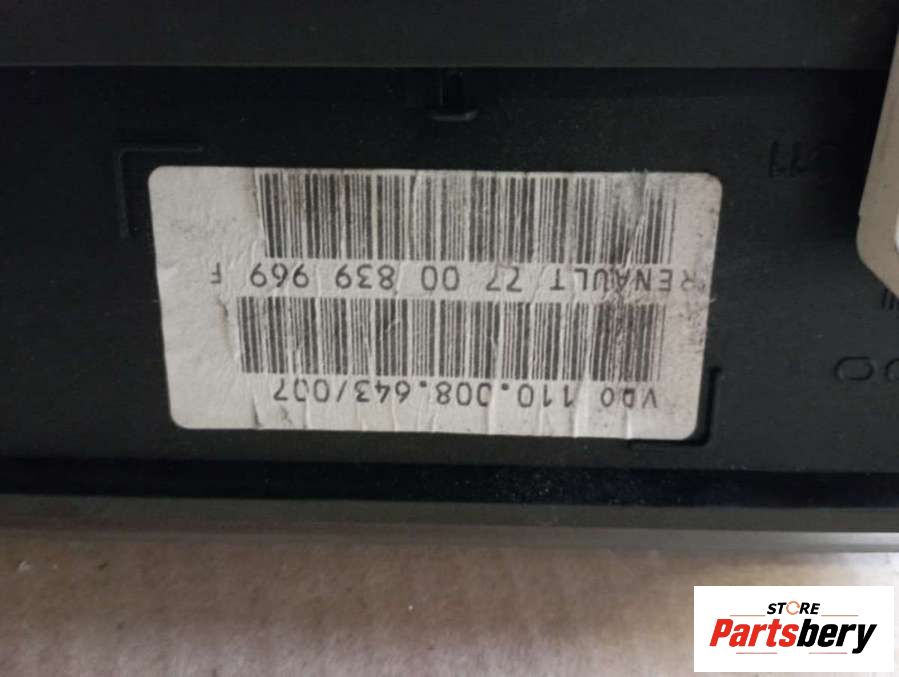 VDO 110.008.643/007
RENAULT 77 00 839 969 F
STORE
Partsbery